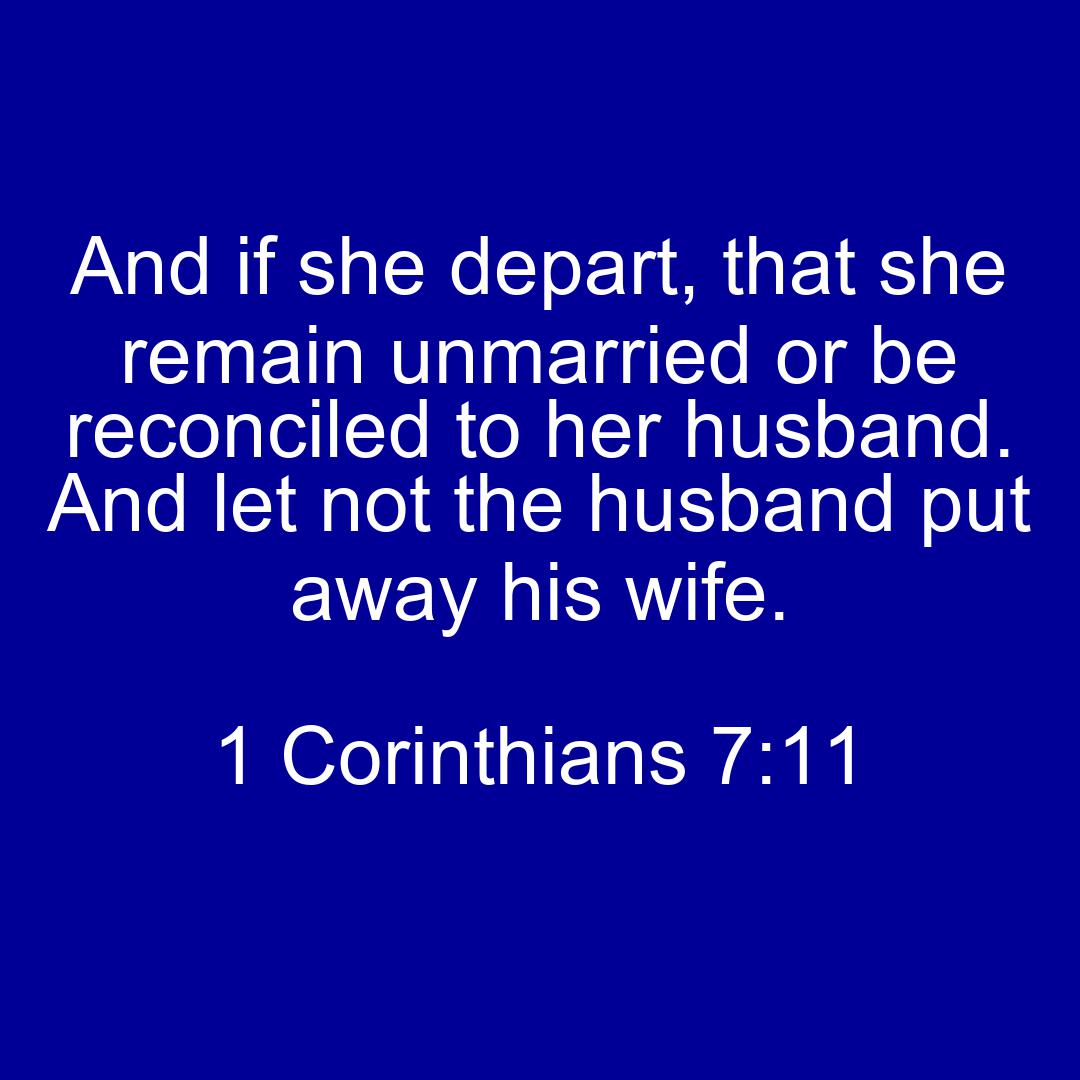 And if she depart, that she
remain unmarried or be
reconciled to her husband.
And let not the husband put
away his wife.
1 Corinthians 7:11